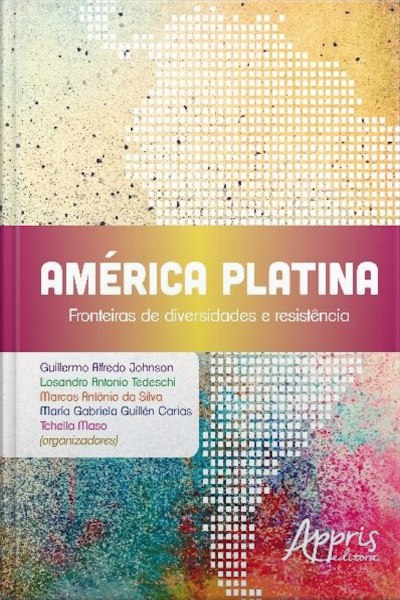 AMÉRICA PLATINA
Fronteiras de diversidades e resistência
Guillermo Alfredo Johnson
Losandro Antonio Tedeschi
Marcos Antônio da Silva
María Gabriela Guillén Carías
Tchella Maso
(organizadores)
Appris
editora